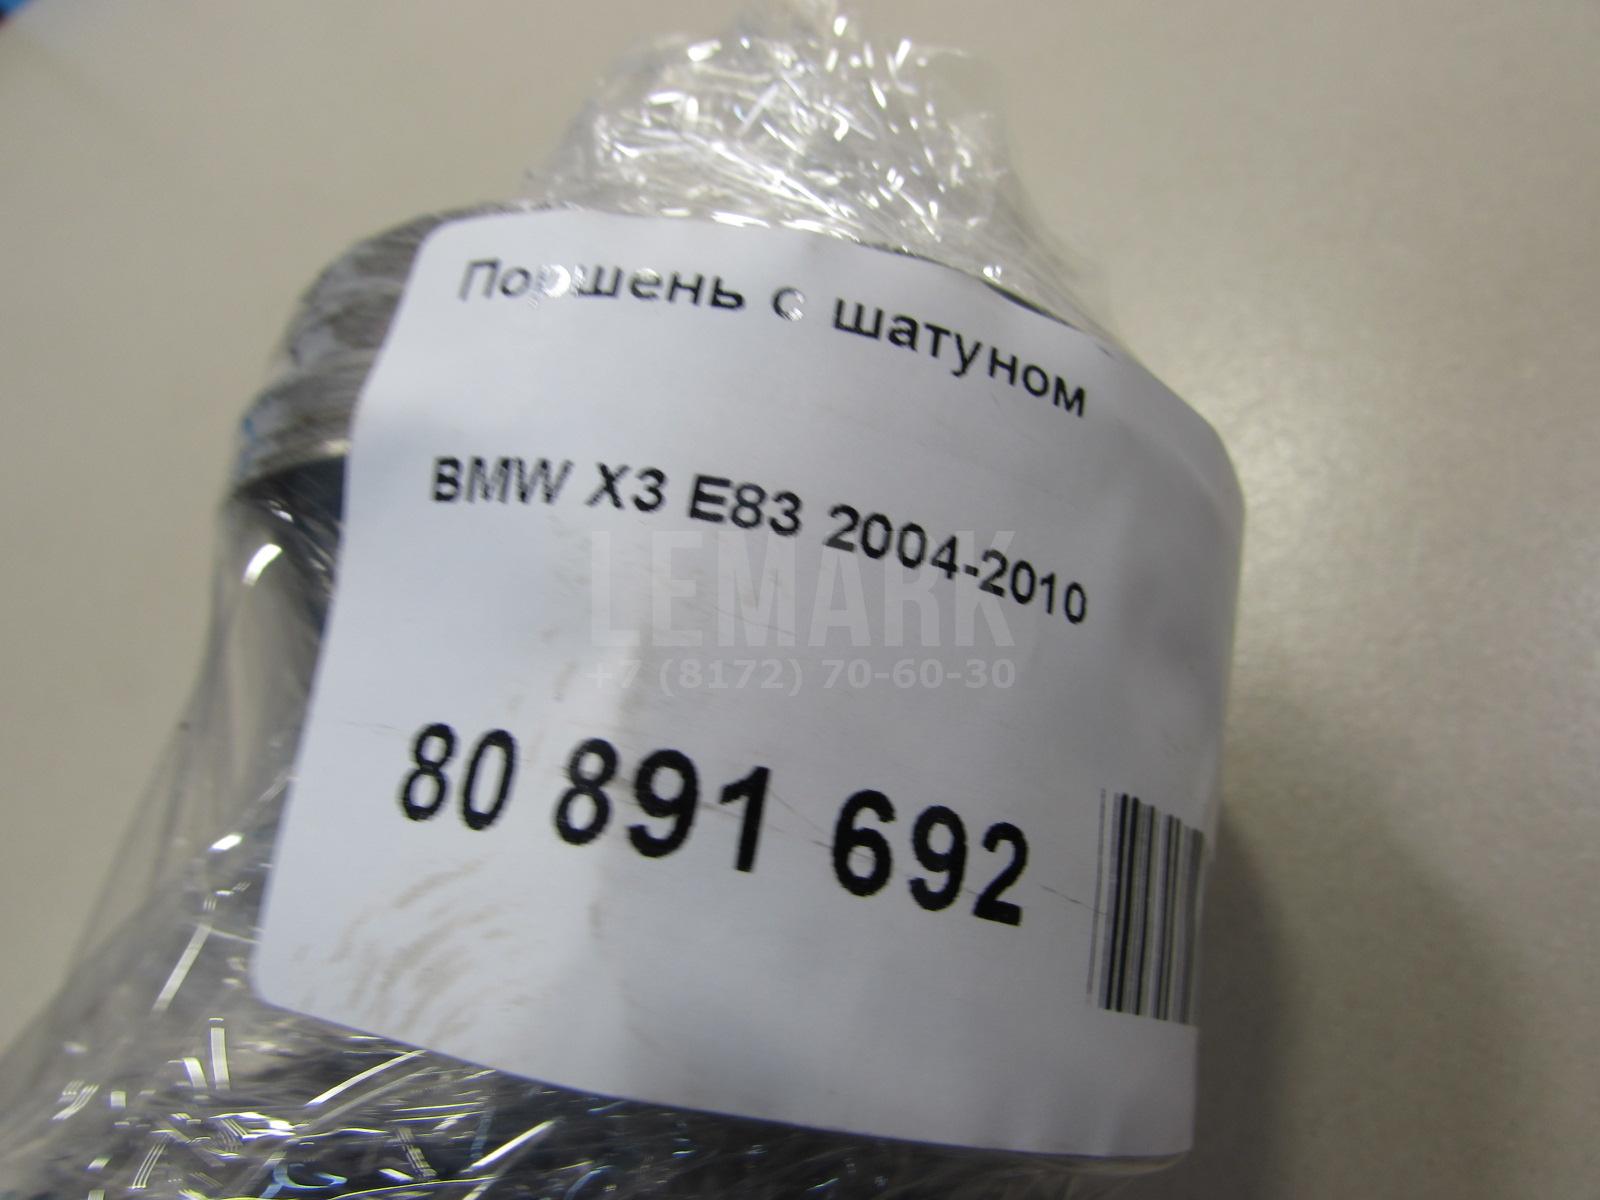 Поршень с шатуном
BMW X3 E83 2004-2010
LEMARK
+7 (8172) 70-60-30
80 891 692